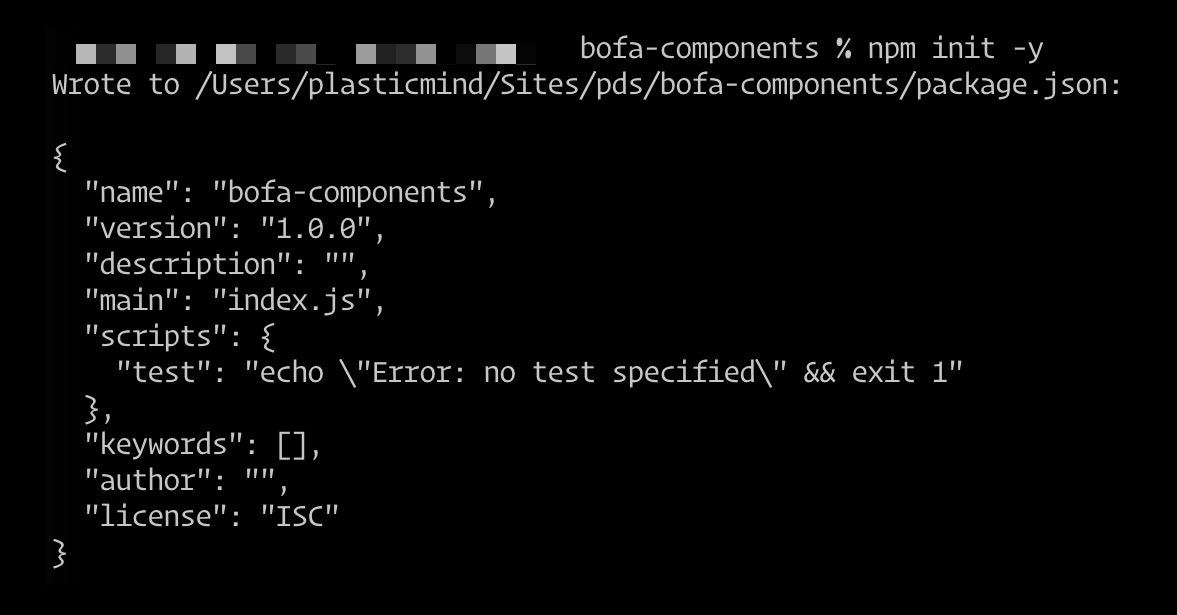 bofa-components % npm init -y
Wrote to /Users/plasticmind/Sites/pds/bofa-components/package.json:

{
  "name": "bofa-components",
  "version": "1.0.0",
  "description": "",
  "main": "index.js",
  "scripts": {
    "test": "echo \"Error: no test specified\" && exit 1"
  },
  "keywords": [],
  "author": "",
  "license": "ISC"
}